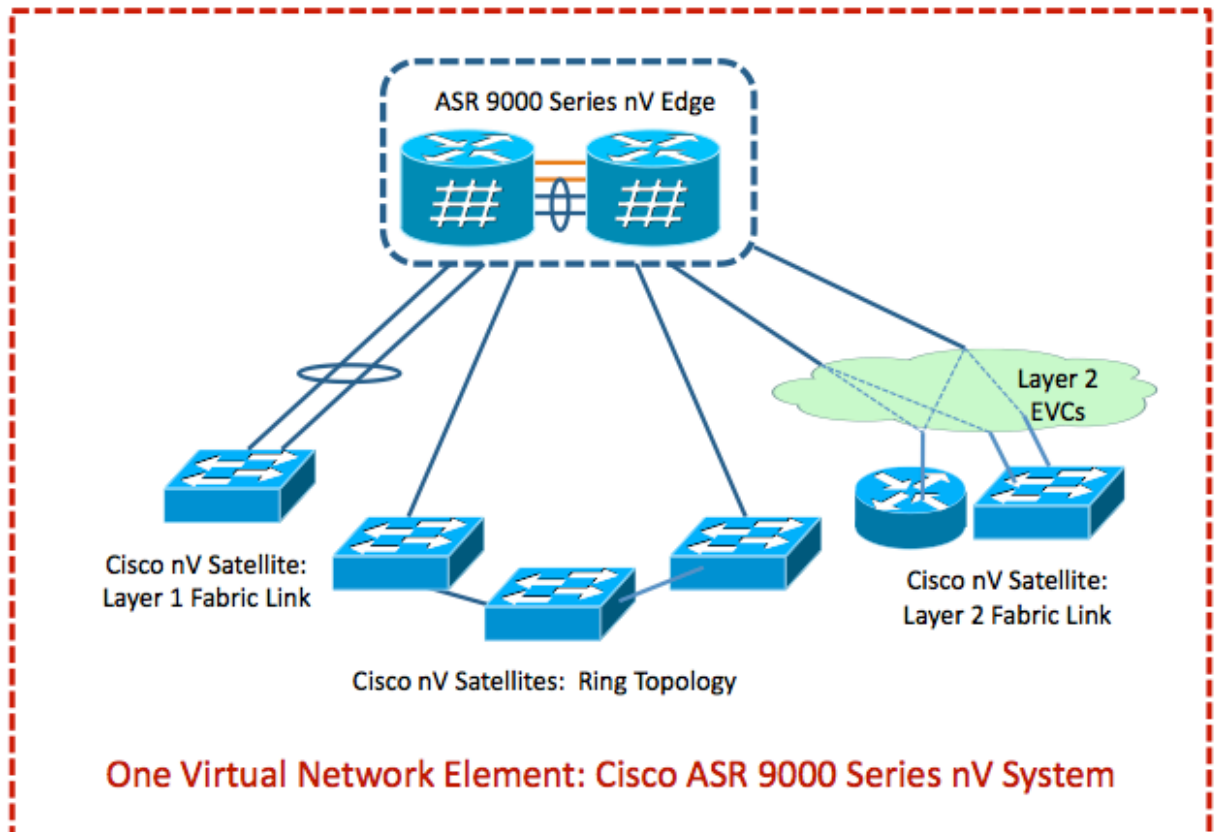 ASR 9000 Series nV Edge
Layer 2
EVCs
Cisco nV Satellite:
Layer 1 Fabric Link
Cisco nV Satellite:
Layer 2 Fabric Link
Cisco nV Satellites:  Ring Topology
One Virtual Network Element: Cisco ASR 9000 Series nV System